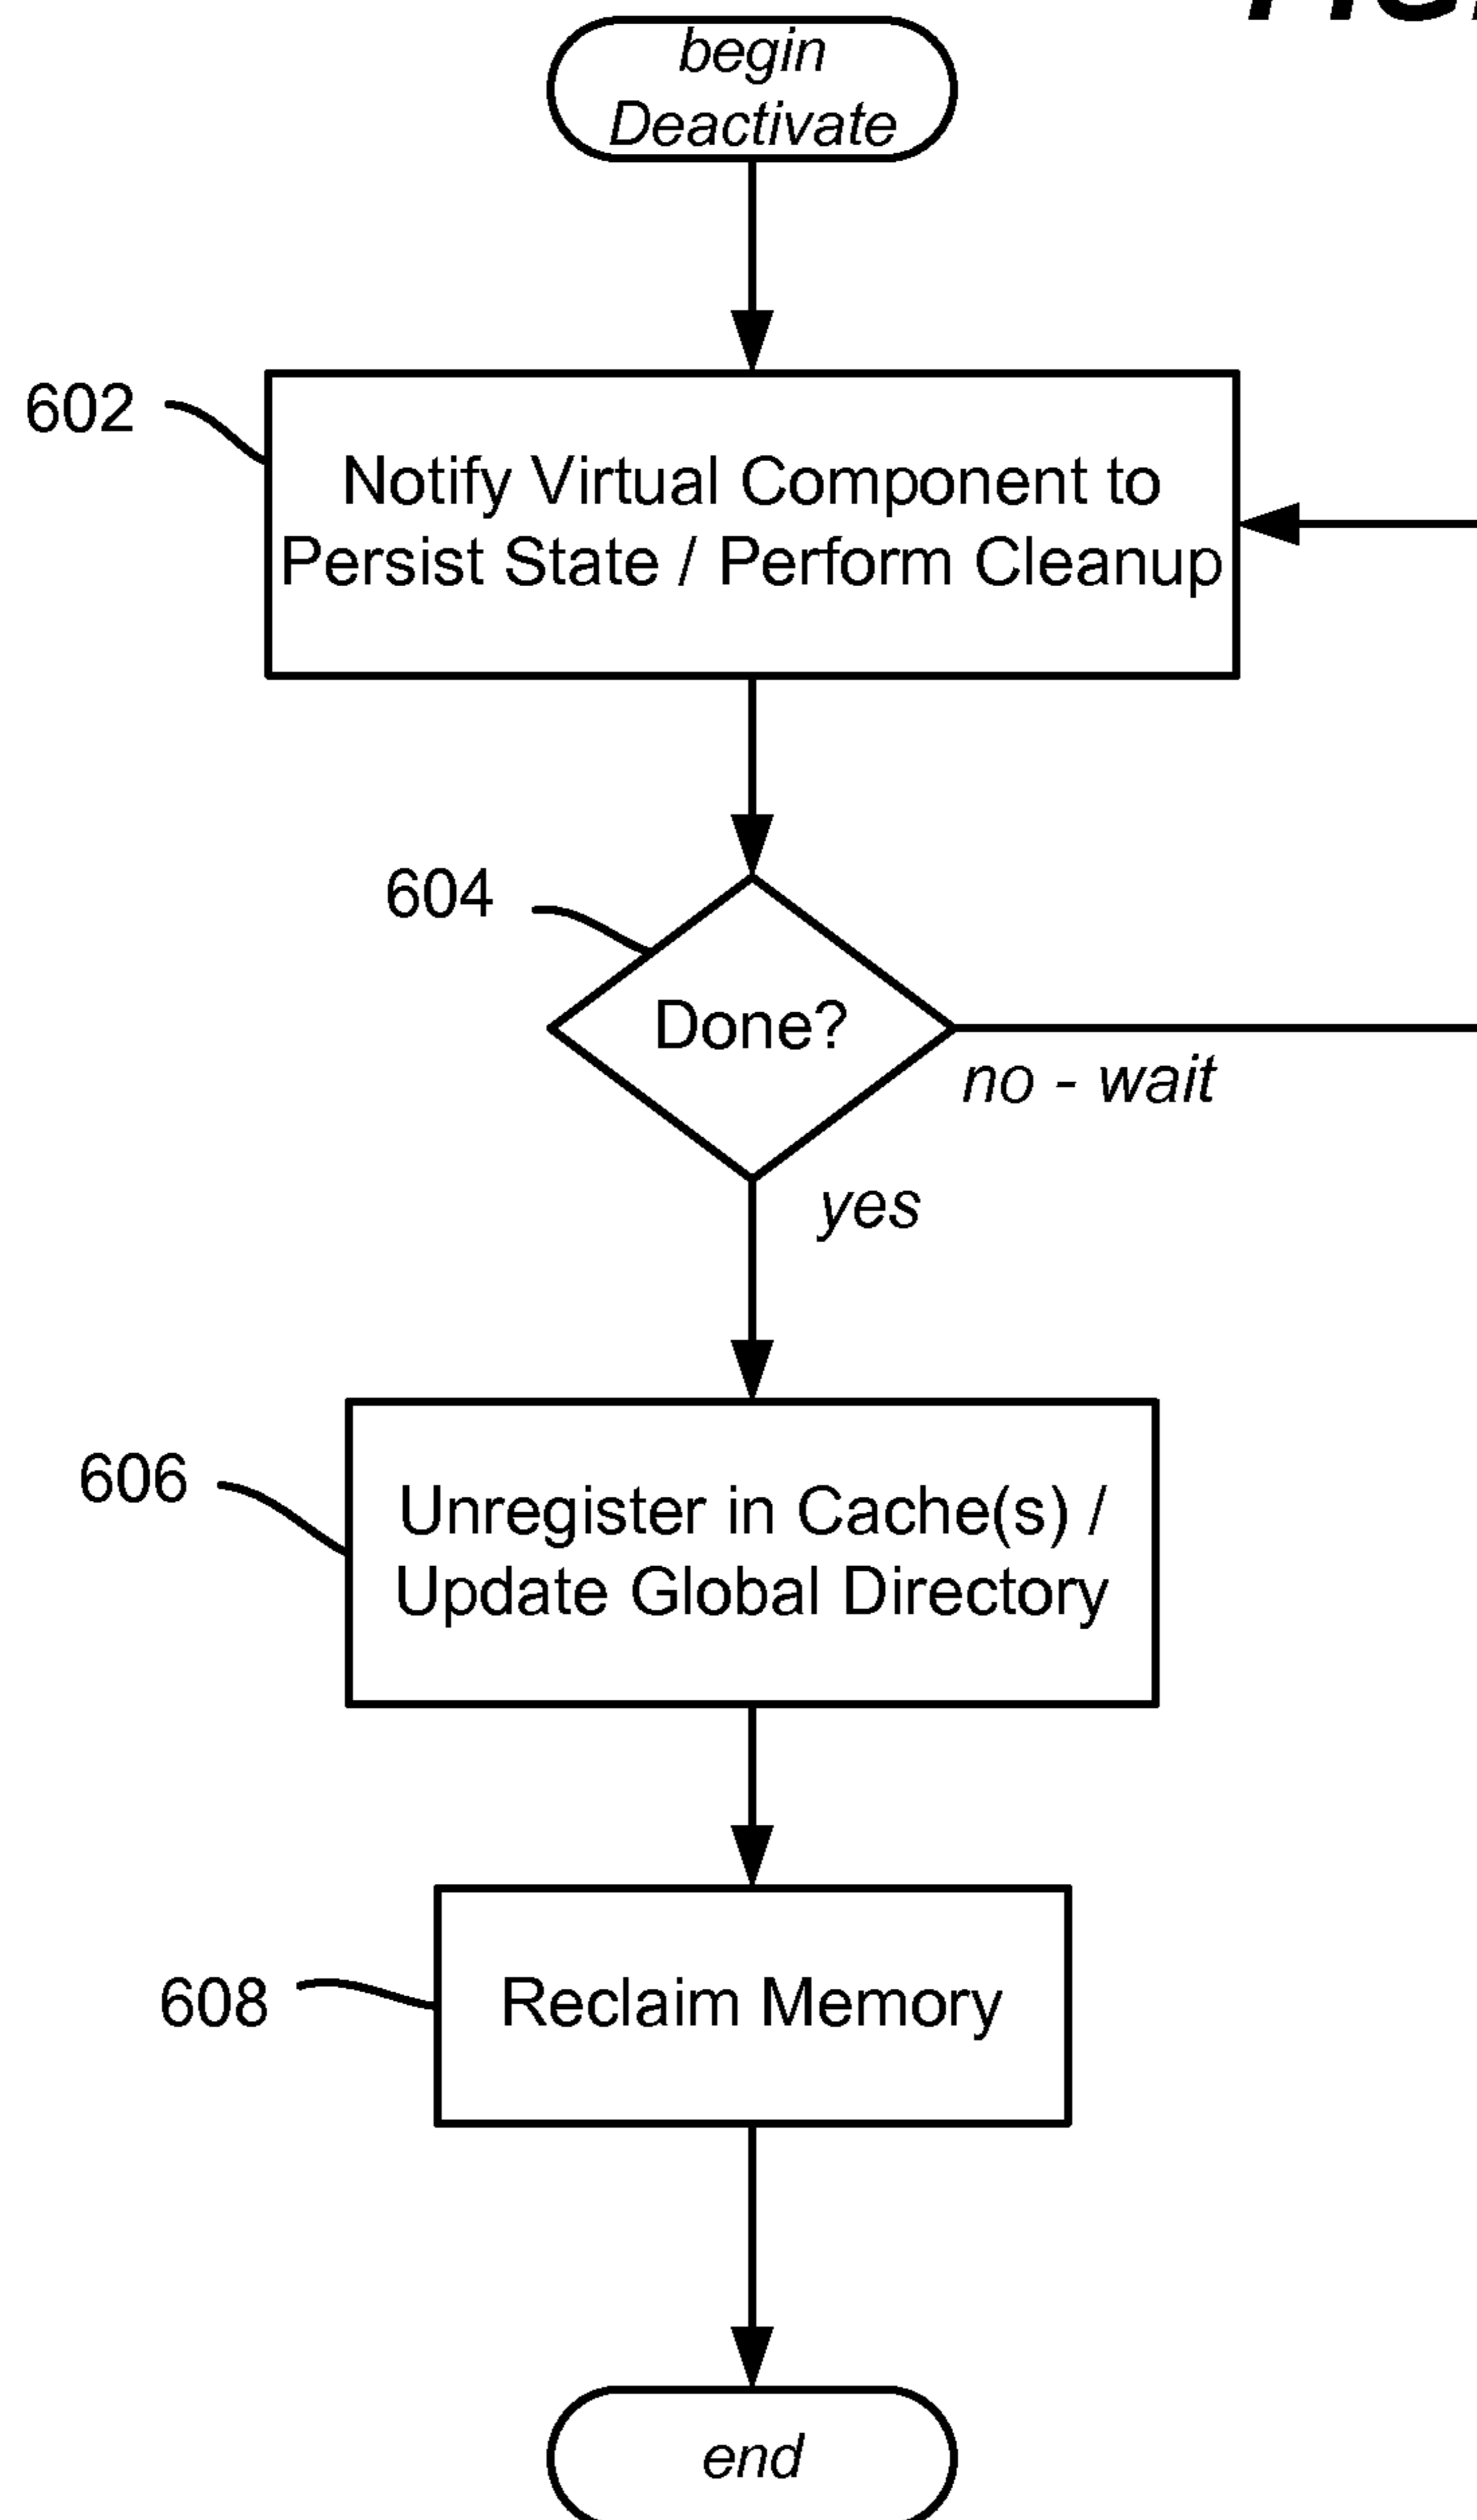 begin
Deactivate
602
Notify Virtual Component to
Persist State / Perform Cleanup
604
Done?
no - wait
yes
606
Unregister in Cache(s) /
Update Global Directory
608
Reclaim Memory
end